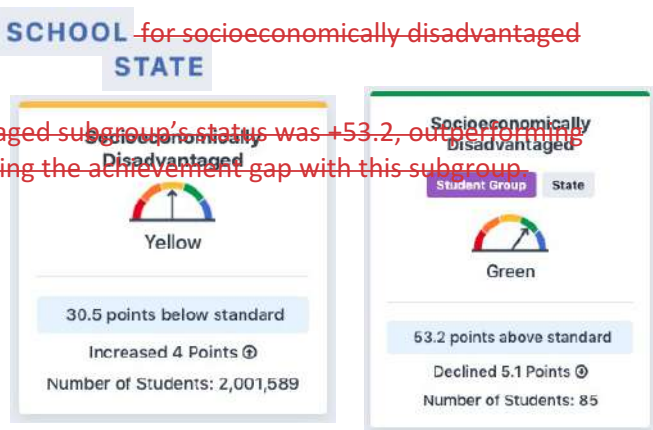 SCHOOL for socioeconomically disadvantaged
STATE
aged subgroup's status was +53.2, outperforming
ing the achievement gap with this subgroup.
Socioeconomically
Disadvantaged
Yellow
30.5 points below standard
Increased 4 Points
Number of Students: 2,001,589
Socioeconomically
Disadvantaged
Student Group State
Green
53.2 points above standard
Declined 5.1 Points
Number of Students: 85